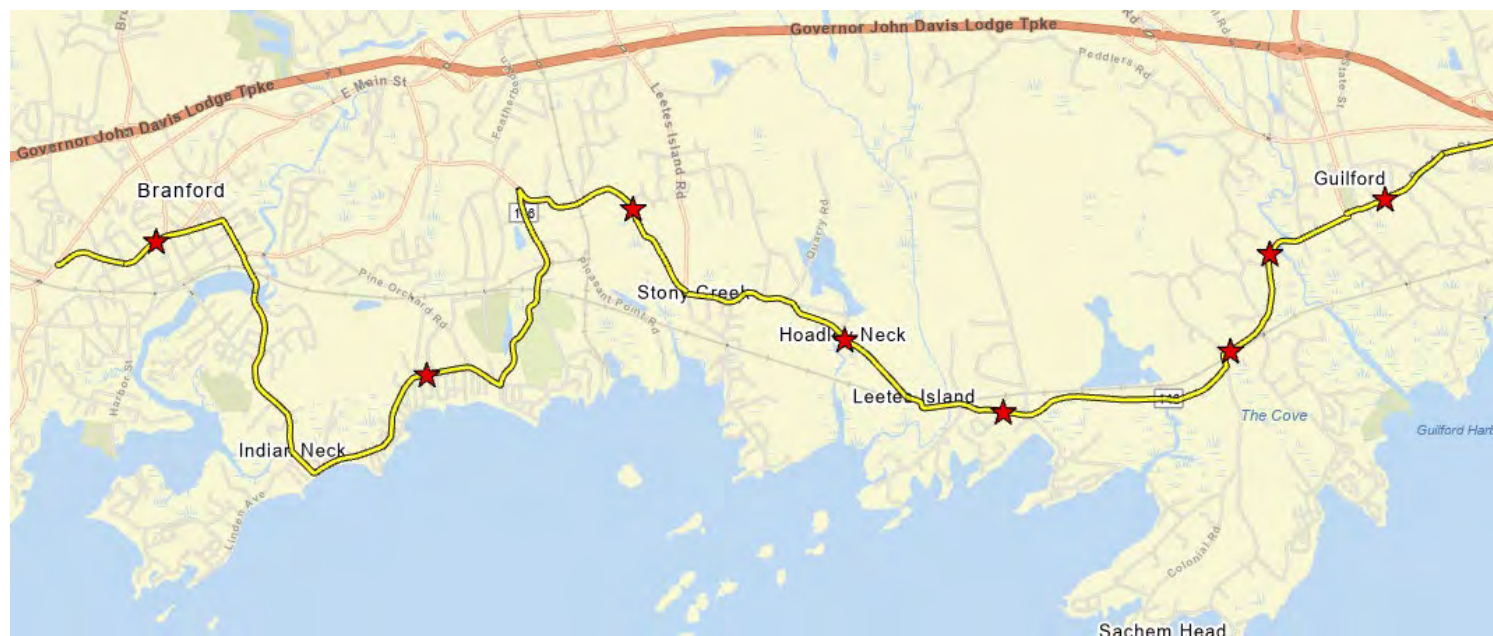 Governor John Davis Lodge Tpke
Peddlers Rd
State St
E Main St
Leetes Island Rd
Governor John Davis Lodge Tpke
Branford
Guilford
Quarry Rd
Pine Orchard Rd
Pleasant Point Rd
Stony Creek
Hoadley Neck
Harbor St
Leetes Island
The Cove
Guilford Harb
Indian Neck
Linden Ave
Colonial Rd
Sachem Head